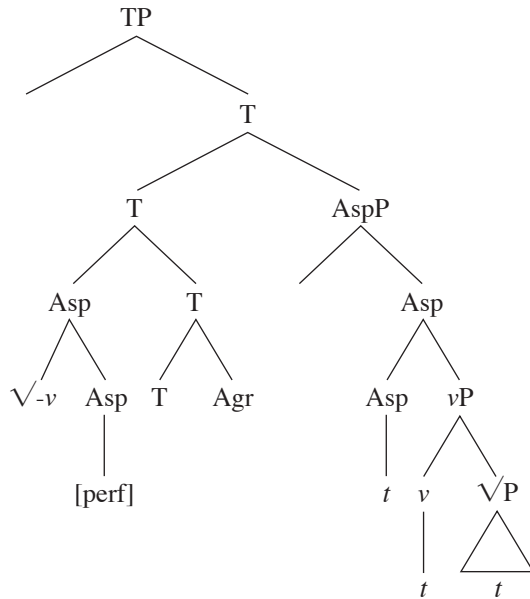 TP
T
T AspP
Asp T Asp
√-v Asp T Agr Asp vP
[perf] t v √P
t t